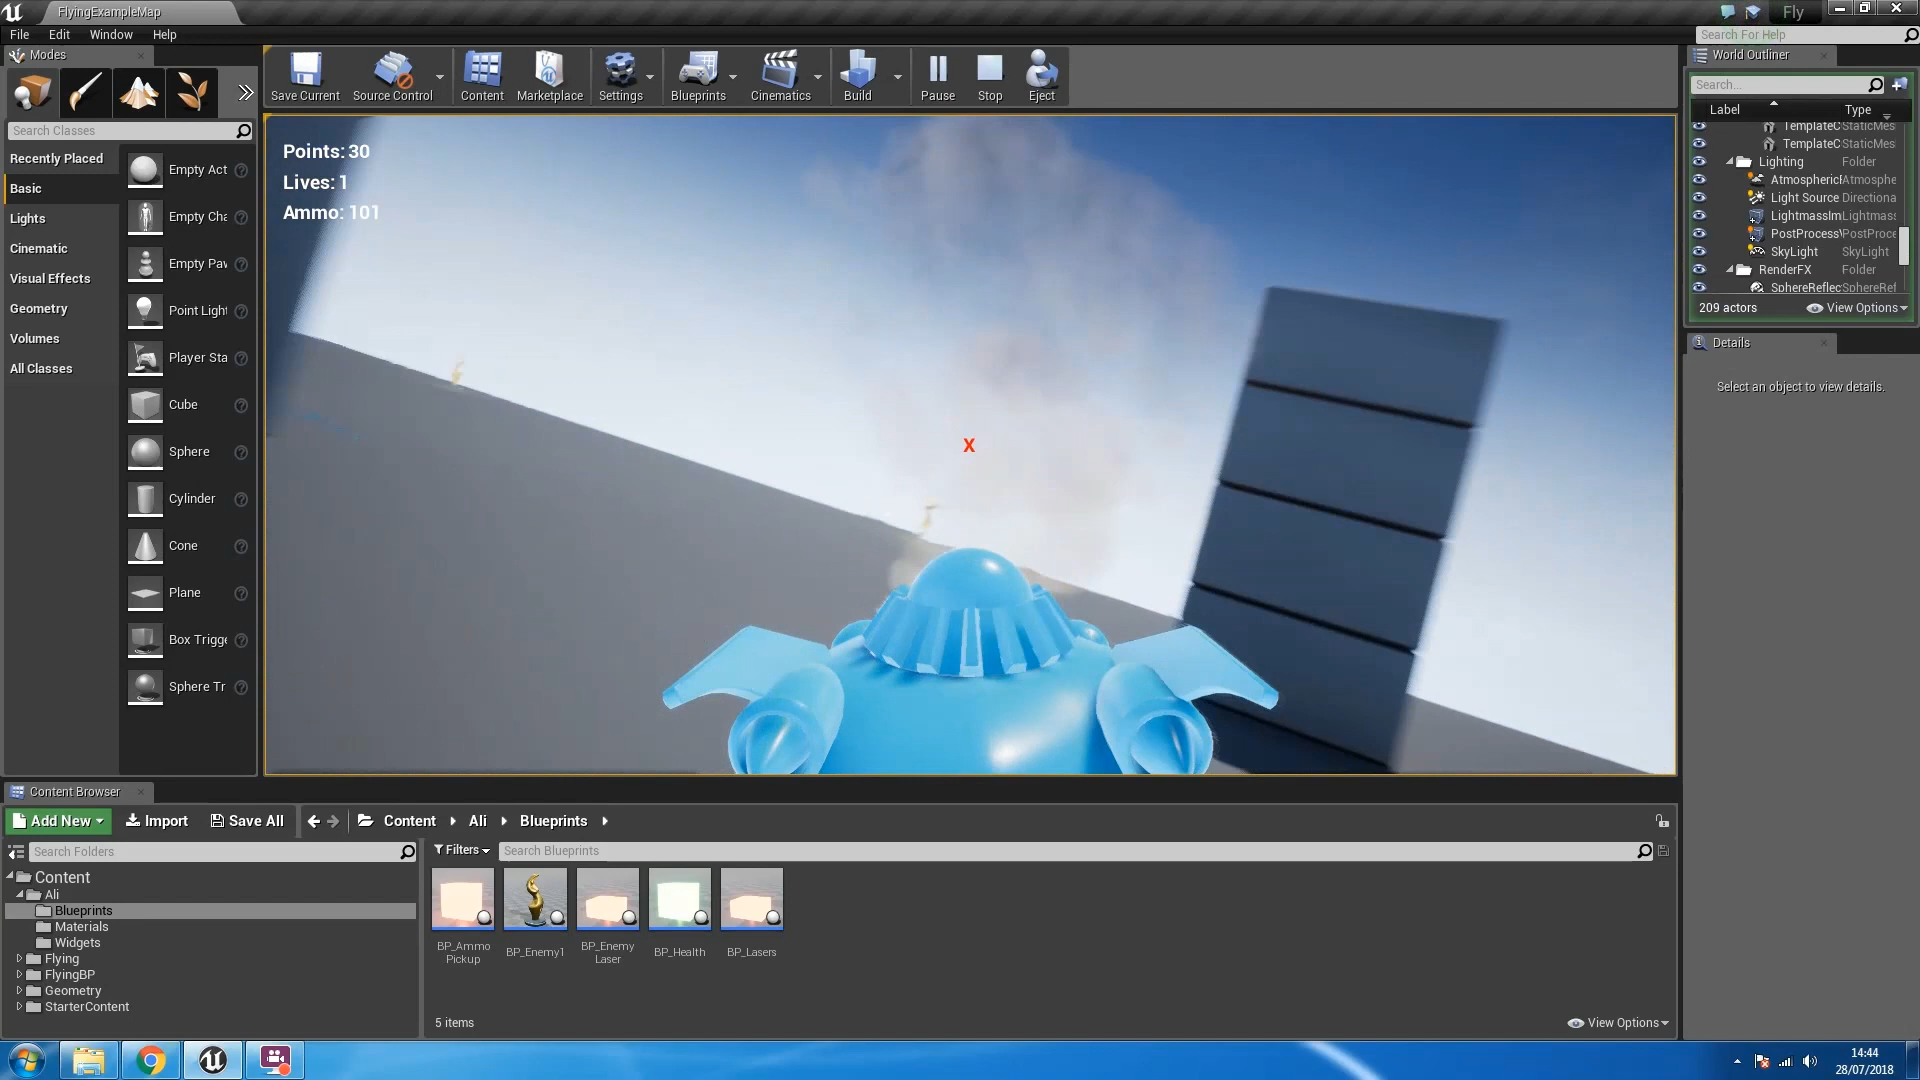 FlyingExampleMap
Fly
File Edit Window Help
Search For Help
Modes
Search Classes
Recently Placed
Basic
Lights
Cinematic
Visual Effects
Geometry
Volumes
All Classes
Empty Act
Empty Cha
Empty Pav
Point Light
Player Sta
Cube
Sphere
Cylinder
Cone
Plane
Box Trigge
Sphere Tr
Save Current Source Control Content Marketplace Settings Blueprints Cinematics Build Pause Stop Eject
Points: 30
Lives: 1
Ammo: 101
X
World Outliner
Search...
Label Type
TemplateC StaticMes
TemplateC StaticMes
Lighting Folder
Atmospheric Atmosphe
Light Source Directiona
LightmassIm Lightmass
PostProcessV PostProce
SkyLight SkyLight
RenderFX Folder
SphereReflec SphereRef
209 actors View Options
Details
Select an object to view details.
Content Browser
Add New Import Save All Content Ali Blueprints
Search Folders
Content
Ali
Blueprints
Materials
Widgets
Flying
FlyingBP
Geometry
StarterContent
Filters Search Blueprints
BP_Ammo
Pickup
BP_Enemy1
BP_Enemy
Laser
BP_Health
BP_Lasers
5 items View Options
14:44
28/07/2018